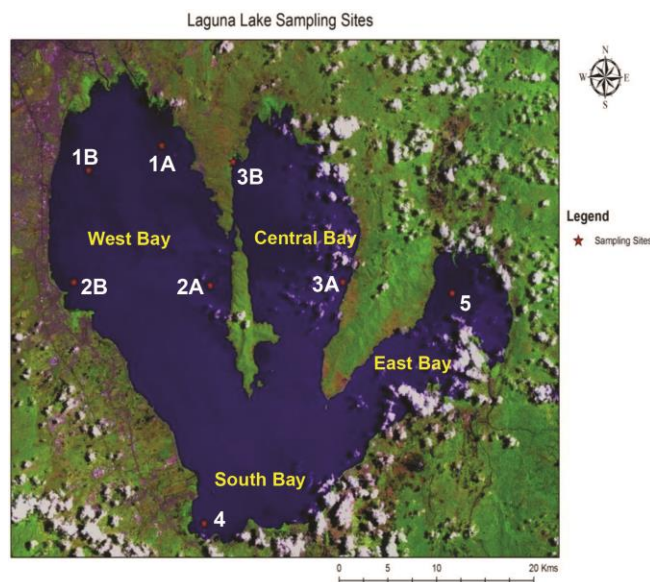 Laguna Lake Sampling Sites
N
W E
S
1B
1A
3B
West Bay
Central Bay
2B
2A
3A
5
East Bay
South Bay
4
Legend
Sampling Sites
0 5 10 20 Kms